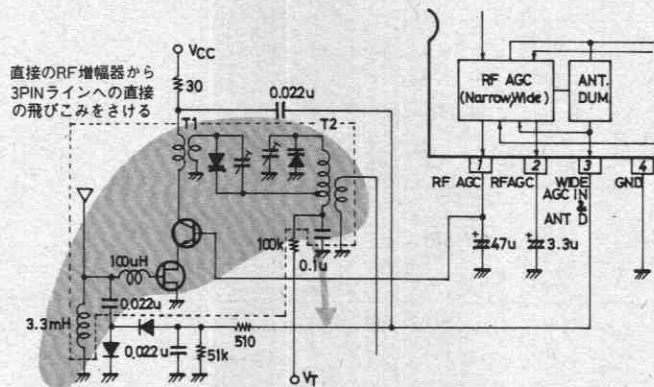 直接のRF増幅器から
3PINラインへの直接
の飛びこみをさける
VCC
30
0.022u
T1
T2
100uH
0.022u
3.3mH
0.022u
51k
510
100k
0.1u
VT
RF AGC
(Narrow,Wide)
ANT.
DUM.
1
2
3
4
RF AGC
RFAGC
WIDE
AGC IN
&
ANT D
GND
47u
3.3u